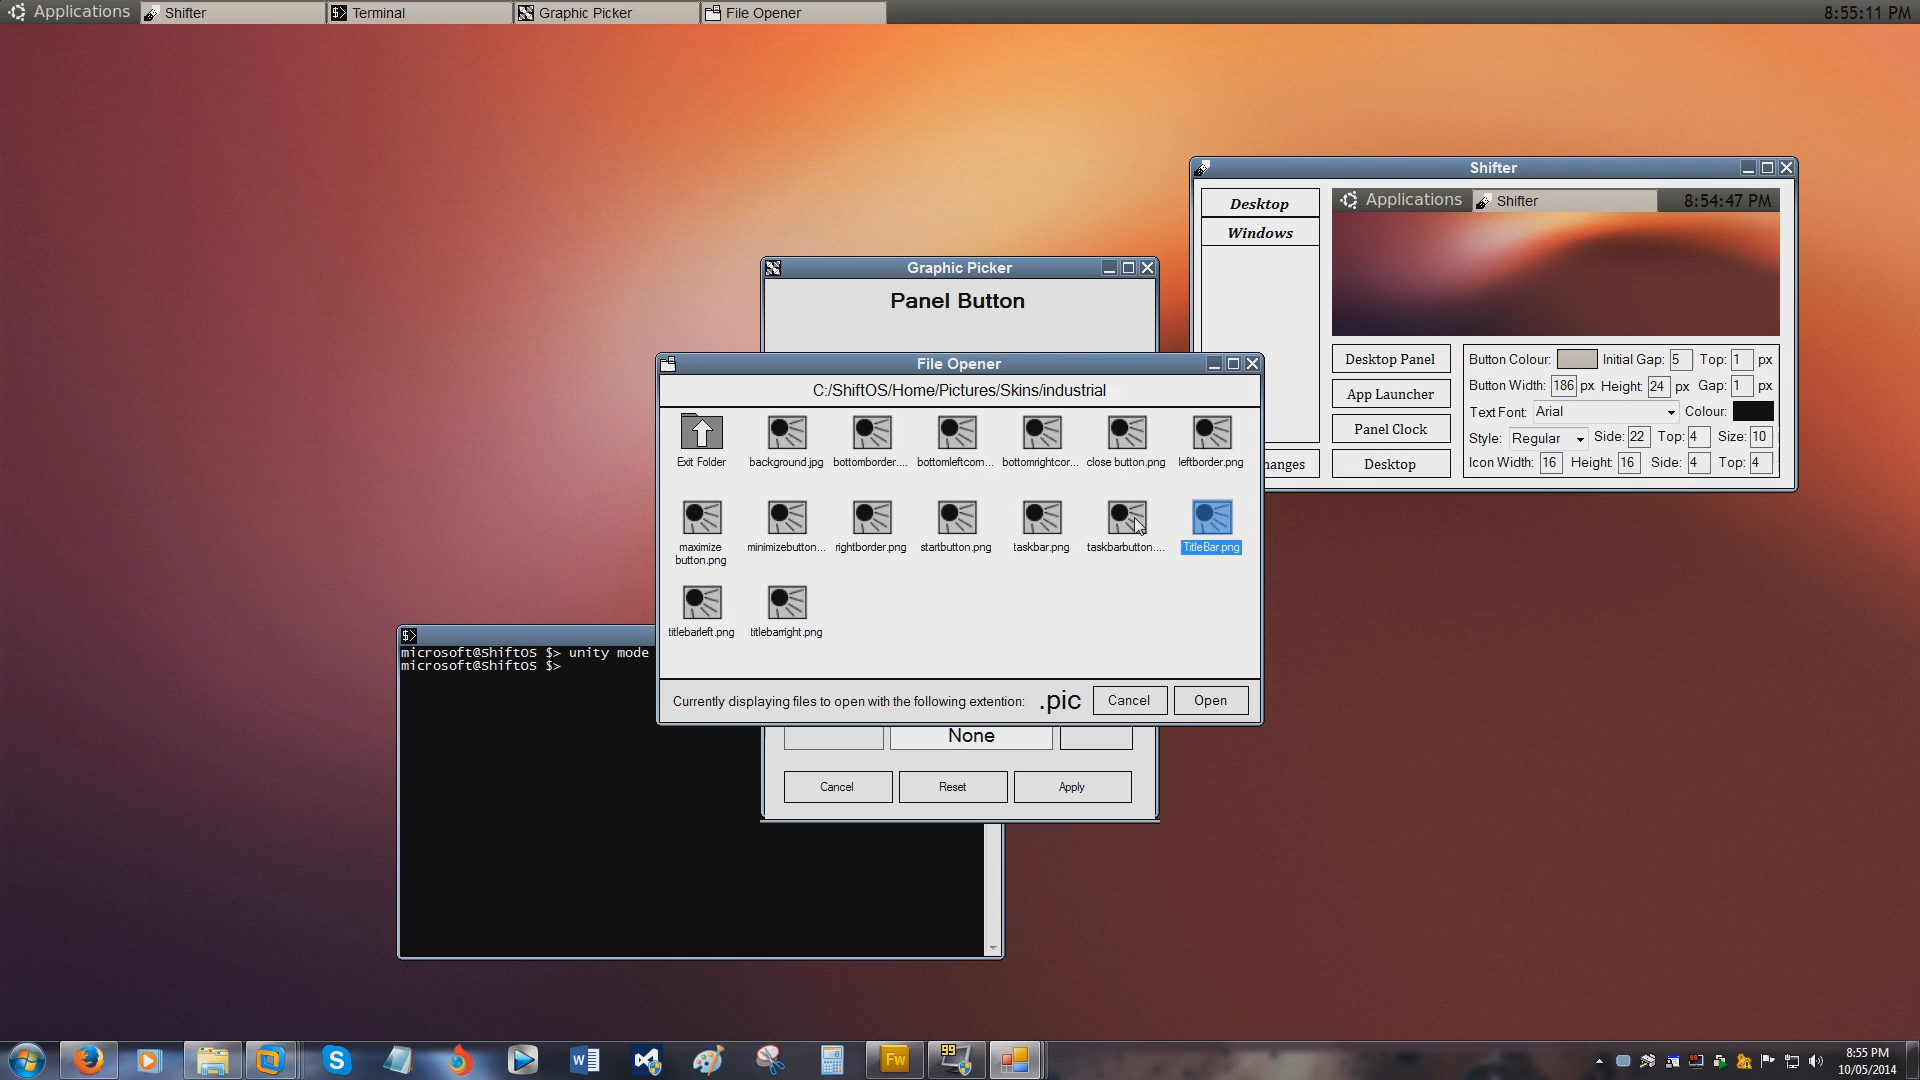 Applications
Shifter
Terminal
Graphic Picker
File Opener
8:55:11 PM
Shifter
Desktop
Windows
Applications
Shifter
8:54:47 PM
Graphic Picker
Panel Button
File Opener
C:/ShiftOS/Home/Pictures/Skins/industrial
Exit Folder
background.jpg
bottomborder....
bottomleftcorn...
bottomrightcor...
close button.png
leftborder.png
maximize
button.png
minimizebutton...
rightborder.png
startbutton.png
taskbar.png
taskbarbutton....
TitleBar.png
titlebarleft.png
titlebarright.png
Currently displaying files to open with the following extention: .pic
Cancel
Open
Desktop Panel
App Launcher
Panel Clock
Desktop
hanges
Button Colour: Initial Gap: 5 Top: 1 px
Button Width: 186 px Height: 24 px Gap: 1 px
Text Font: Arial Colour:
Style: Regular Side: 22 Top: 4 Size: 10
Icon Width: 16 Height: 16 Side: 4 Top: 4
$>
microsoft@ShiftOS $> unity mode
microsoft@ShiftOS $>
None
Cancel
Reset
Apply
Fw
99
8:55 PM
10/05/2014